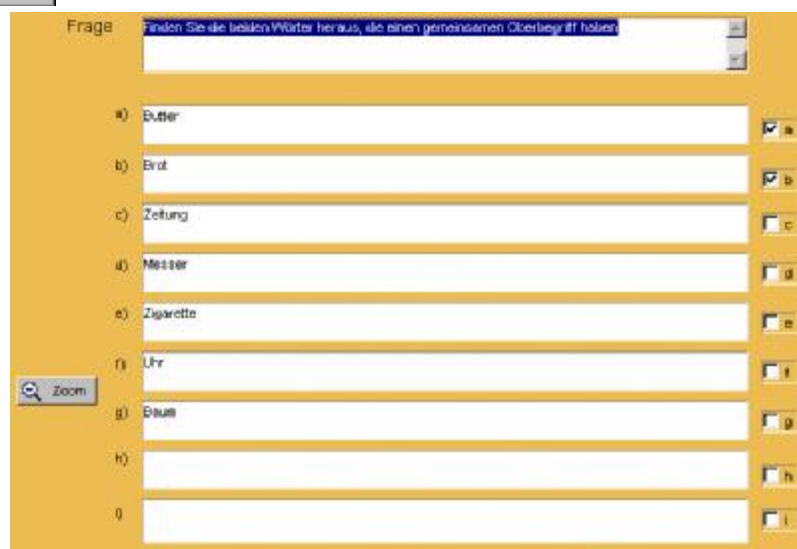 Frage Finden Sie die beiden Wörter heraus, die einen gemeinsamen Oberbegriff haben
a) Butter a
b) Brot b
c) Zeitung c
d) Messer d
e) Zigarette e
f) Uhr f
Zoom
g) Baum g
h) h
i) i